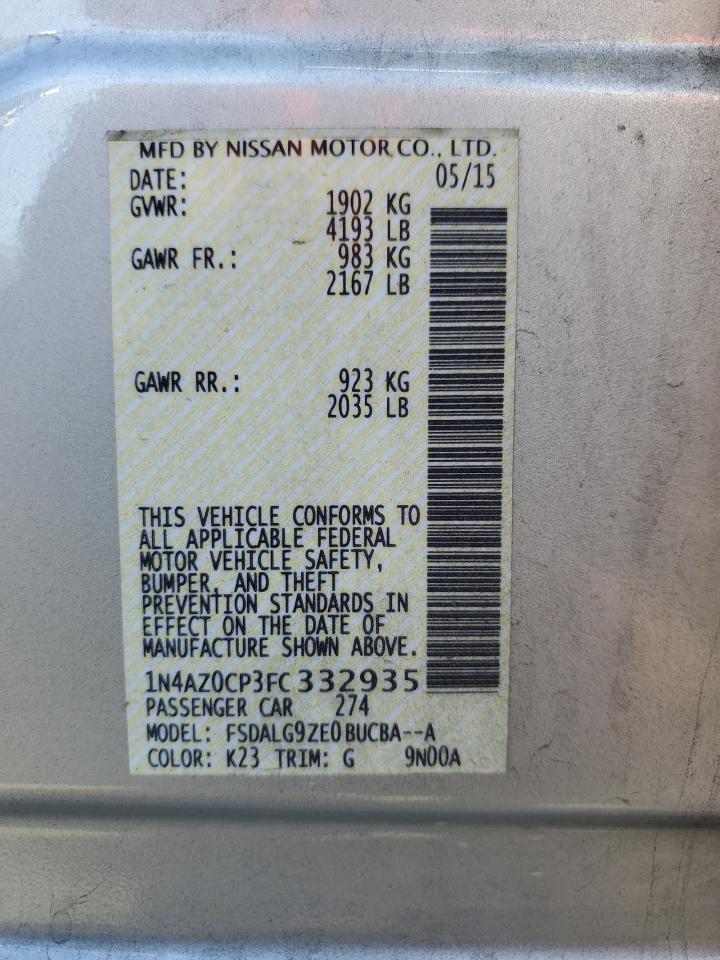 MFD BY NISSAN MOTOR CO., LTD.
DATE: 05/15
GVWR: 1902 KG
4193 LB
GAWR FR.: 983 KG
2167 LB
GAWR RR.: 923 KG
2035 LB
THIS VEHICLE CONFORMS TO
ALL APPLICABLE FEDERAL
MOTOR VEHICLE SAFETY,
BUMPER, AND THEFT
PREVENTION STANDARDS IN
EFFECT ON THE DATE OF
MANUFACTURE SHOWN ABOVE.
1N4AZ0CP3FC332935
PASSENGER CAR 274
MODEL: FSDALG9ZE0BUCBA--A
COLOR: K23 TRIM: G 9N00A